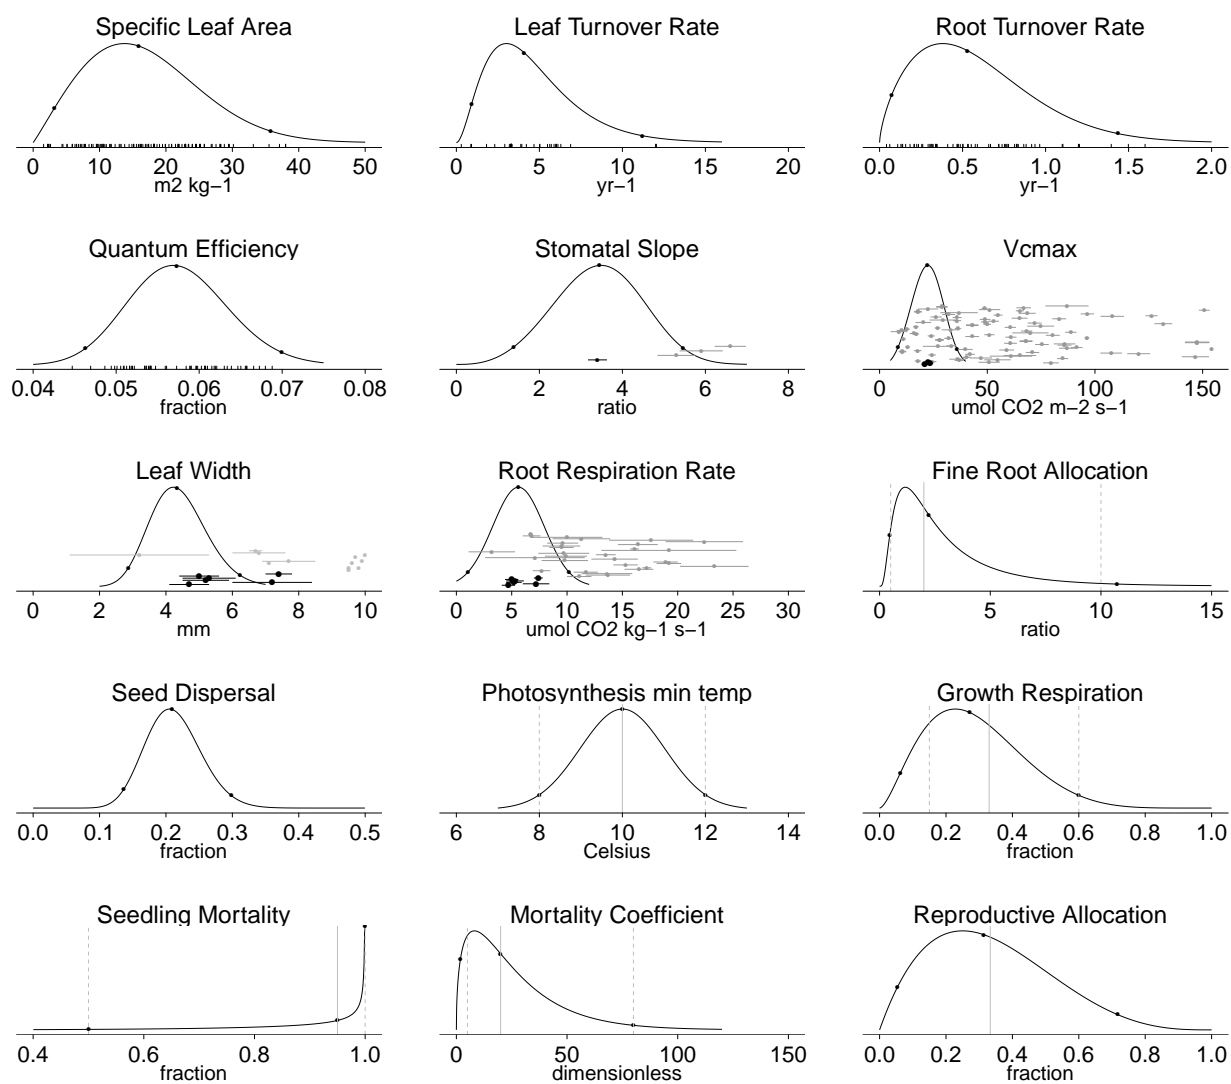 Specific Leaf Area
Leaf Turnover Rate
Root Turnover Rate
0 10 20 30 40 50
m2 kg−1
0 5 10 15 20
yr−1
0.0 0.5 1.0 1.5 2.0
yr−1
Quantum Efficiency
Stomatal Slope
Vcmax
0.04 0.05 0.06 0.07 0.08
fraction
0 2 4 6 8
ratio
0 50 100 150
umol CO2 m−2 s−1
Leaf Width
Root Respiration Rate
Fine Root Allocation
0 2 4 6 8 10
mm
0 5 10 15 20 25 30
umol CO2 kg−1 s−1
0 5 10 15
ratio
Seed Dispersal
Photosynthesis min temp
Growth Respiration
0.0 0.1 0.2 0.3 0.4 0.5
fraction
6 8 10 12 14
Celsius
0.0 0.2 0.4 0.6 0.8 1.0
fraction
Seedling Mortality
Mortality Coefficient
Reproductive Allocation
0.4 0.6 0.8 1.0
fraction
0 50 100 150
dimensionless
0.0 0.2 0.4 0.6 0.8 1.0
fraction